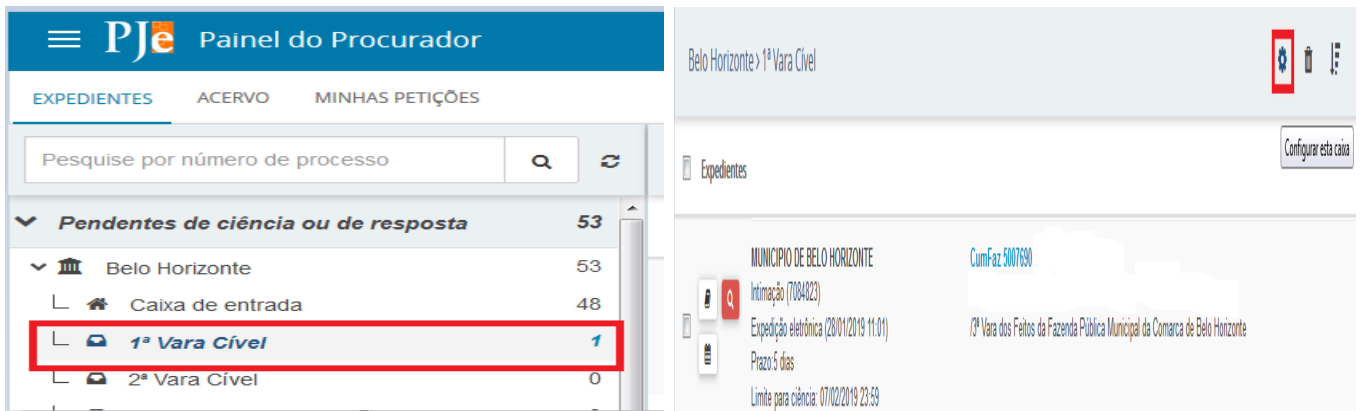 PJe Painel do Procurador
EXPEDIENTES ACERVO MINHAS PETIÇÕES
Pesquise por número de processo
Pendentes de ciência ou de resposta 53
Belo Horizonte 53
Caixa de entrada 48
1ª Vara Cível 1
2ª Vara Cível 0
Belo Horizonte > 1ª Vara Cível
Configurar esta caixa
Expedientes
MUNICIPIO DE BELO HORIZONTE CumFaz 5007690
Intimação (7084823)
Expedição eletrônica (28/01/2019 11:01) /3ª Vara dos Feitos da Fazenda Pública Municipal da Comarca de Belo Horizonte
Prazo:5 dias
Limite para ciência: 07/02/2019 23:59